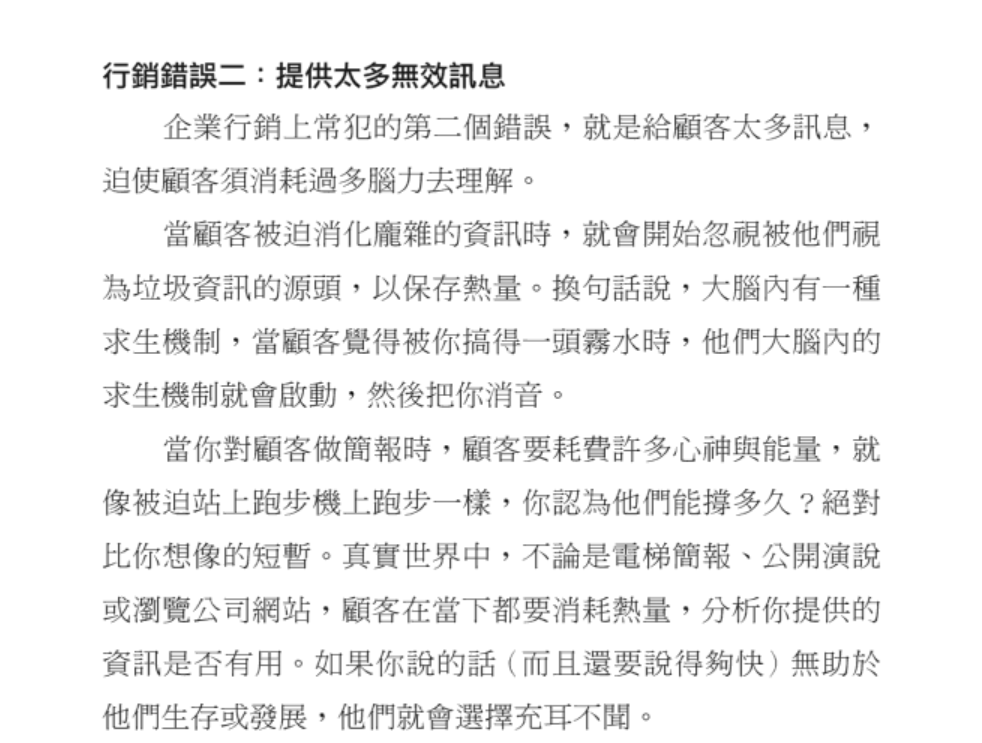 行銷錯誤二：提供太多無效訊息
企業行銷上常犯的第二個錯誤，就是給顧客太多訊息，
迫使顧客須消耗過多腦力去理解。
當顧客被迫消化龐雜的資訊時，就會開始忽視被他們視
為垃圾資訊的源頭，以保存熱量。換句話說，大腦內有一種
求生機制，當顧客覺得被你搞得一頭霧水時，他們大腦內的
求生機制就會啟動，然後把你消音。
當你對顧客做簡報時，顧客要耗費許多心神與能量，就
像被迫站上跑步機上跑步一樣，你認為他們能撐多久？絕對
比你想像的短暫。真實世界中，不論是電梯簡報、公開演說
或瀏覽公司網站，顧客在當下都要消耗熱量，分析你提供的
資訊是否有用。如果你說的話（而且還要說得夠快）無助於
他們生存或發展，他們就會選擇充耳不聞。